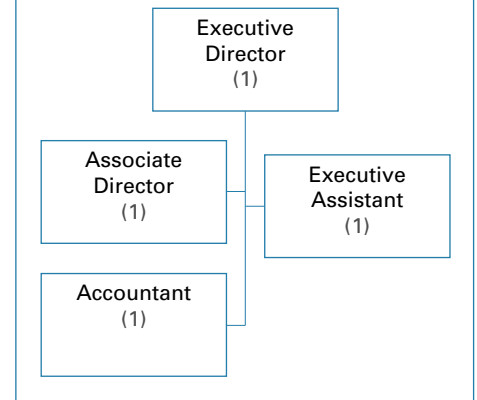 Executive
Director
(1)
Associate
Director
(1)
Executive
Assistant
(1)
Accountant
(1)